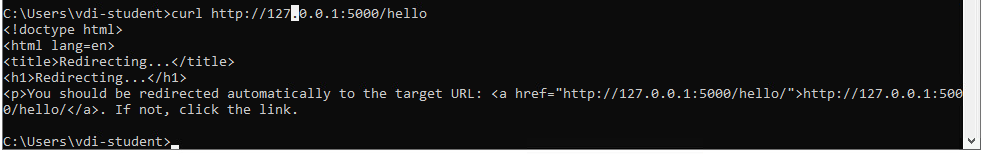 C:\Users\vdi-student>curl http://127.0.0.1:5000/hello
<!doctype html>
<html lang=en>
<title>Redirecting...</title>
<h1>Redirecting...</h1>
<p>You should be redirected automatically to the target URL: <a href="http://127.0.0.1:5000/hello/">http://127.0.0.1:500
0/hello/</a>. If not, click the link.
C:\Users\vdi-student>